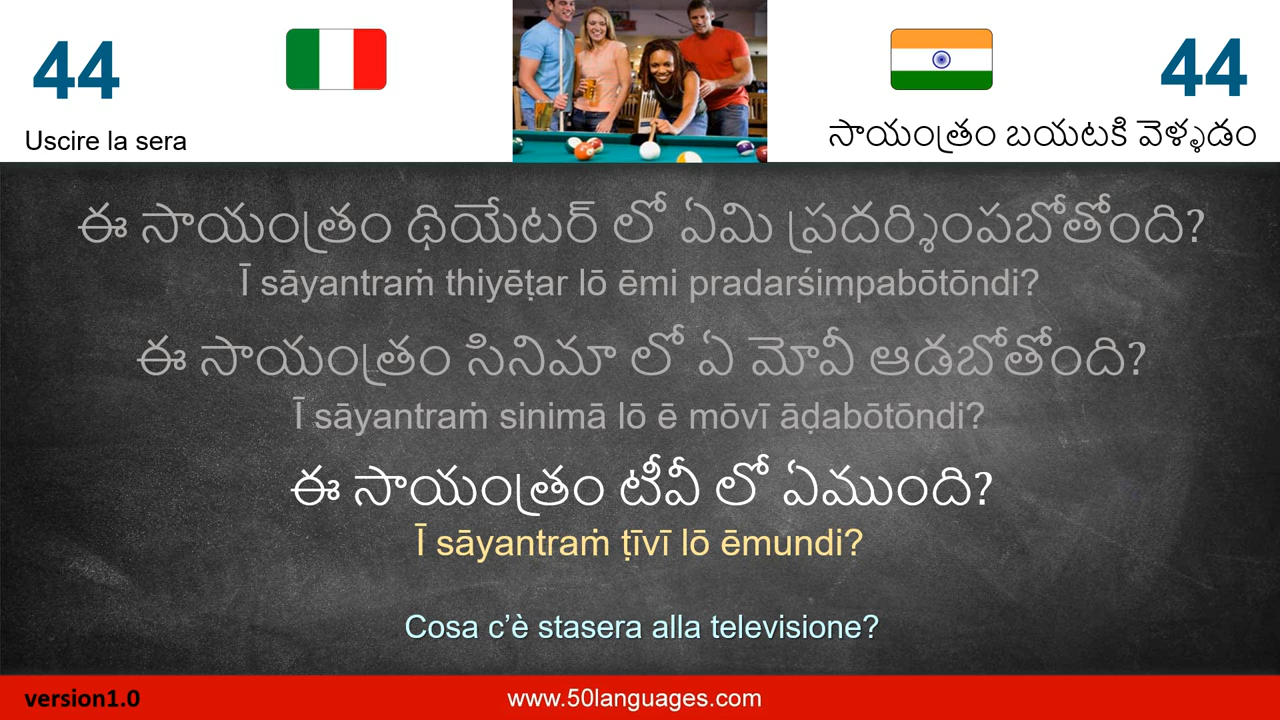 44
44
Uscire la sera
సాయంత్రం బయటకి వెళ్ళడం
ఈ సాయంత్రం థియేటర్ లో ఏమి ప్రదర్శింపబోతోంది?
Ī sāyantraṁ thiyēṭar lō ēmi pradarśimpabōtōndi?
ఈ సాయంత్రం సినిమా లో ఏ మోవీ ఆడబోతోంది?
Ī sāyantraṁ sinimā lō ē mōvī āḍabōtōndi?
ఈ సాయంత్రం టీవీ లో ఏముంది?
Ī sāyantraṁ ṭīvī lō ēmundi?
Cosa c’è stasera alla televisione?
version1.0
www.50languages.com